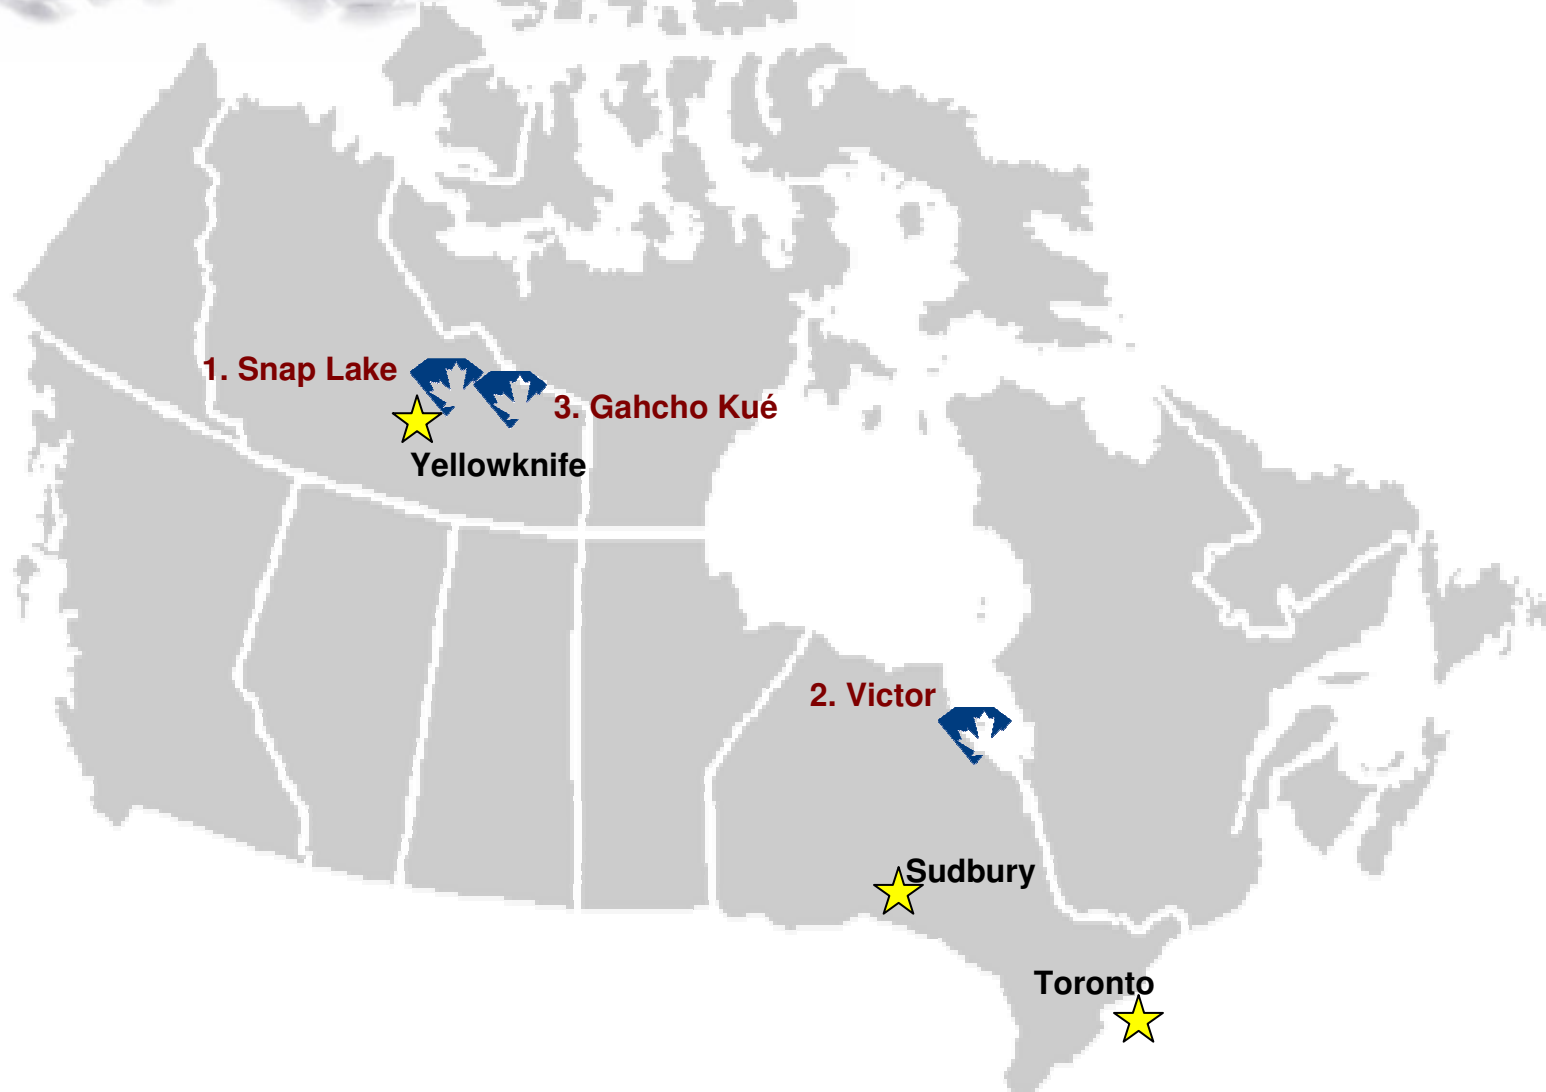 1. Snap Lake
3. Gahcho Kué
Yellowknife
2. Victor
Sudbury
Toronto